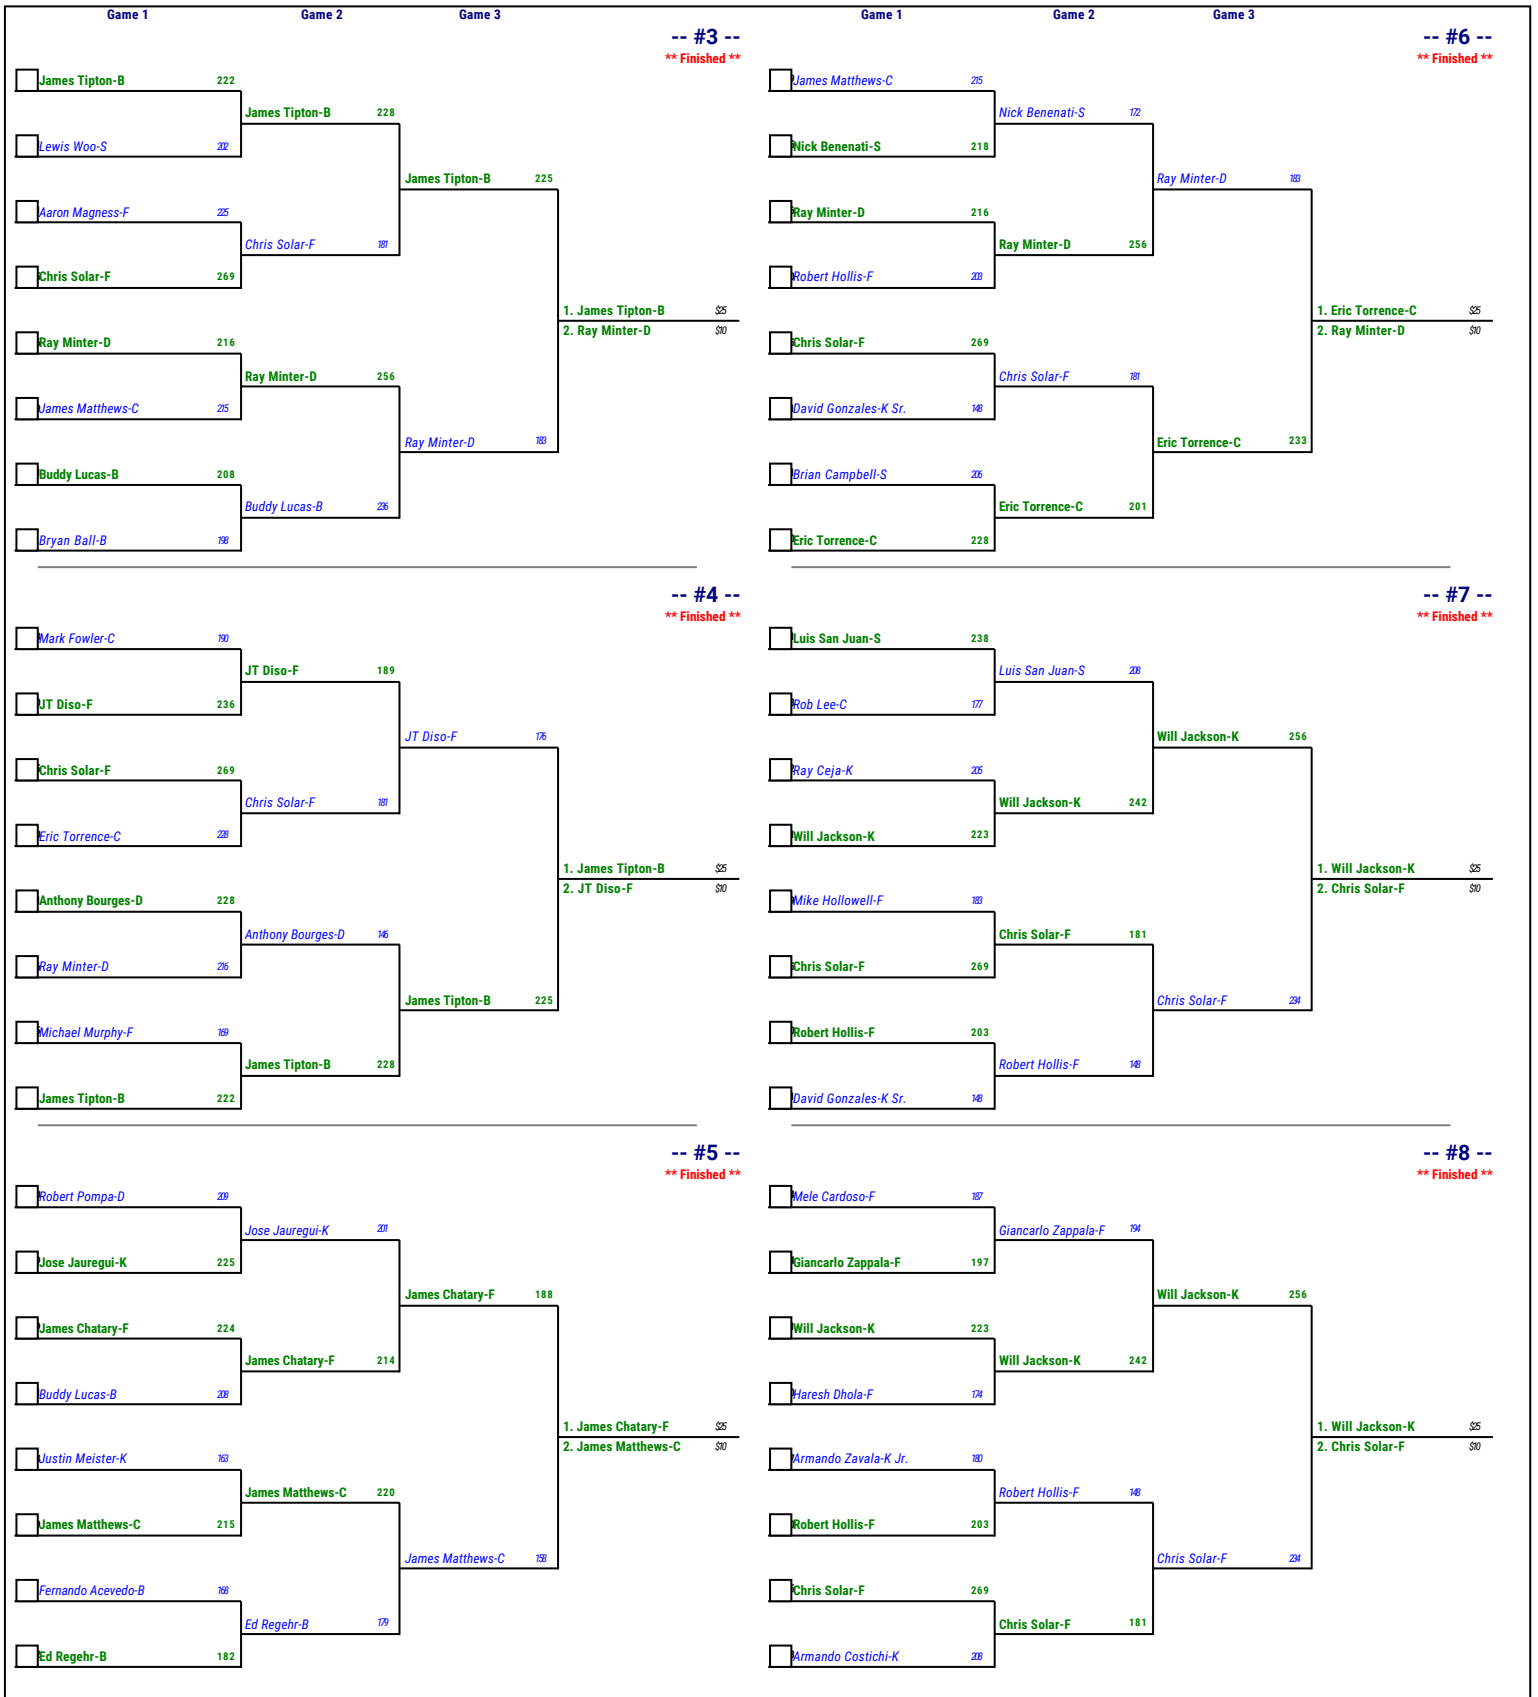 Game 1 Game 2 Game 3
-- #3 --
** Finished **
James Tipton-B 222
James Tipton-B 228
Lewis Woo-S 202
James Tipton-B 225
Aaron Magness-F 225
Chris Solar-F 181
Chris Solar-F 269
1. James Tipton-B $25
2. Ray Minter-D $10
Ray Minter-D 216
Ray Minter-D 256
James Matthews-C 215
Ray Minter-D 183
Buddy Lucas-B 208
Buddy Lucas-B 236
Bryan Ball-B 198
-- #4 --
** Finished **
Mark Fowler-C 190
JT Diso-F 189
JT Diso-F 236
JT Diso-F 176
Chris Solar-F 269
Chris Solar-F 181
Eric Torrence-C 228
1. James Tipton-B $25
2. JT Diso-F $10
Anthony Bourges-D 228
Anthony Bourges-D 146
Ray Minter-D 216
James Tipton-B 225
Michael Murphy-F 169
James Tipton-B 228
James Tipton-B 222
-- #5 --
** Finished **
Robert Pompa-D 209
Jose Jauregui-K 201
Jose Jauregui-K 225
James Chatary-F 188
James Chatary-F 224
James Chatary-F 214
Buddy Lucas-B 208
1. James Chatary-F $25
2. James Matthews-C $10
Justin Meister-K 163
James Matthews-C 220
James Matthews-C 215
James Matthews-C 158
Fernando Acevedo-B 168
Ed Regehr-B 179
Ed Regehr-B 182
Game 1 Game 2 Game 3
-- #6 --
** Finished **
James Matthews-C 215
Nick Benenati-S 172
Nick Benenati-S 218
Ray Minter-D 183
Ray Minter-D 216
Ray Minter-D 256
Robert Hollis-F 203
1. Eric Torrence-C $25
2. Ray Minter-D $10
Chris Solar-F 269
Chris Solar-F 181
David Gonzales-K Sr. 148
Eric Torrence-C 233
Brian Campbell-S 206
Eric Torrence-C 201
Eric Torrence-C 228
-- #7 --
** Finished **
Luis San Juan-S 238
Luis San Juan-S 208
Rob Lee-C 177
Will Jackson-K 256
Ray Ceja-K 205
Will Jackson-K 242
Will Jackson-K 223
1. Will Jackson-K $25
2. Chris Solar-F $10
Mike Hollowell-F 183
Chris Solar-F 181
Chris Solar-F 269
Chris Solar-F 234
Robert Hollis-F 203
Robert Hollis-F 148
David Gonzales-K Sr. 148
-- #8 --
** Finished **
Mele Cardoso-F 187
Giancarlo Zappala-F 194
Giancarlo Zappala-F 197
Will Jackson-K 256
Will Jackson-K 223
Will Jackson-K 242
Haresh Dhola-F 174
1. Will Jackson-K $25
2. Chris Solar-F $10
Armando Zavala-K Jr. 180
Robert Hollis-F 148
Robert Hollis-F 203
Chris Solar-F 234
Chris Solar-F 269
Chris Solar-F 181
Armando Costichi-K 208